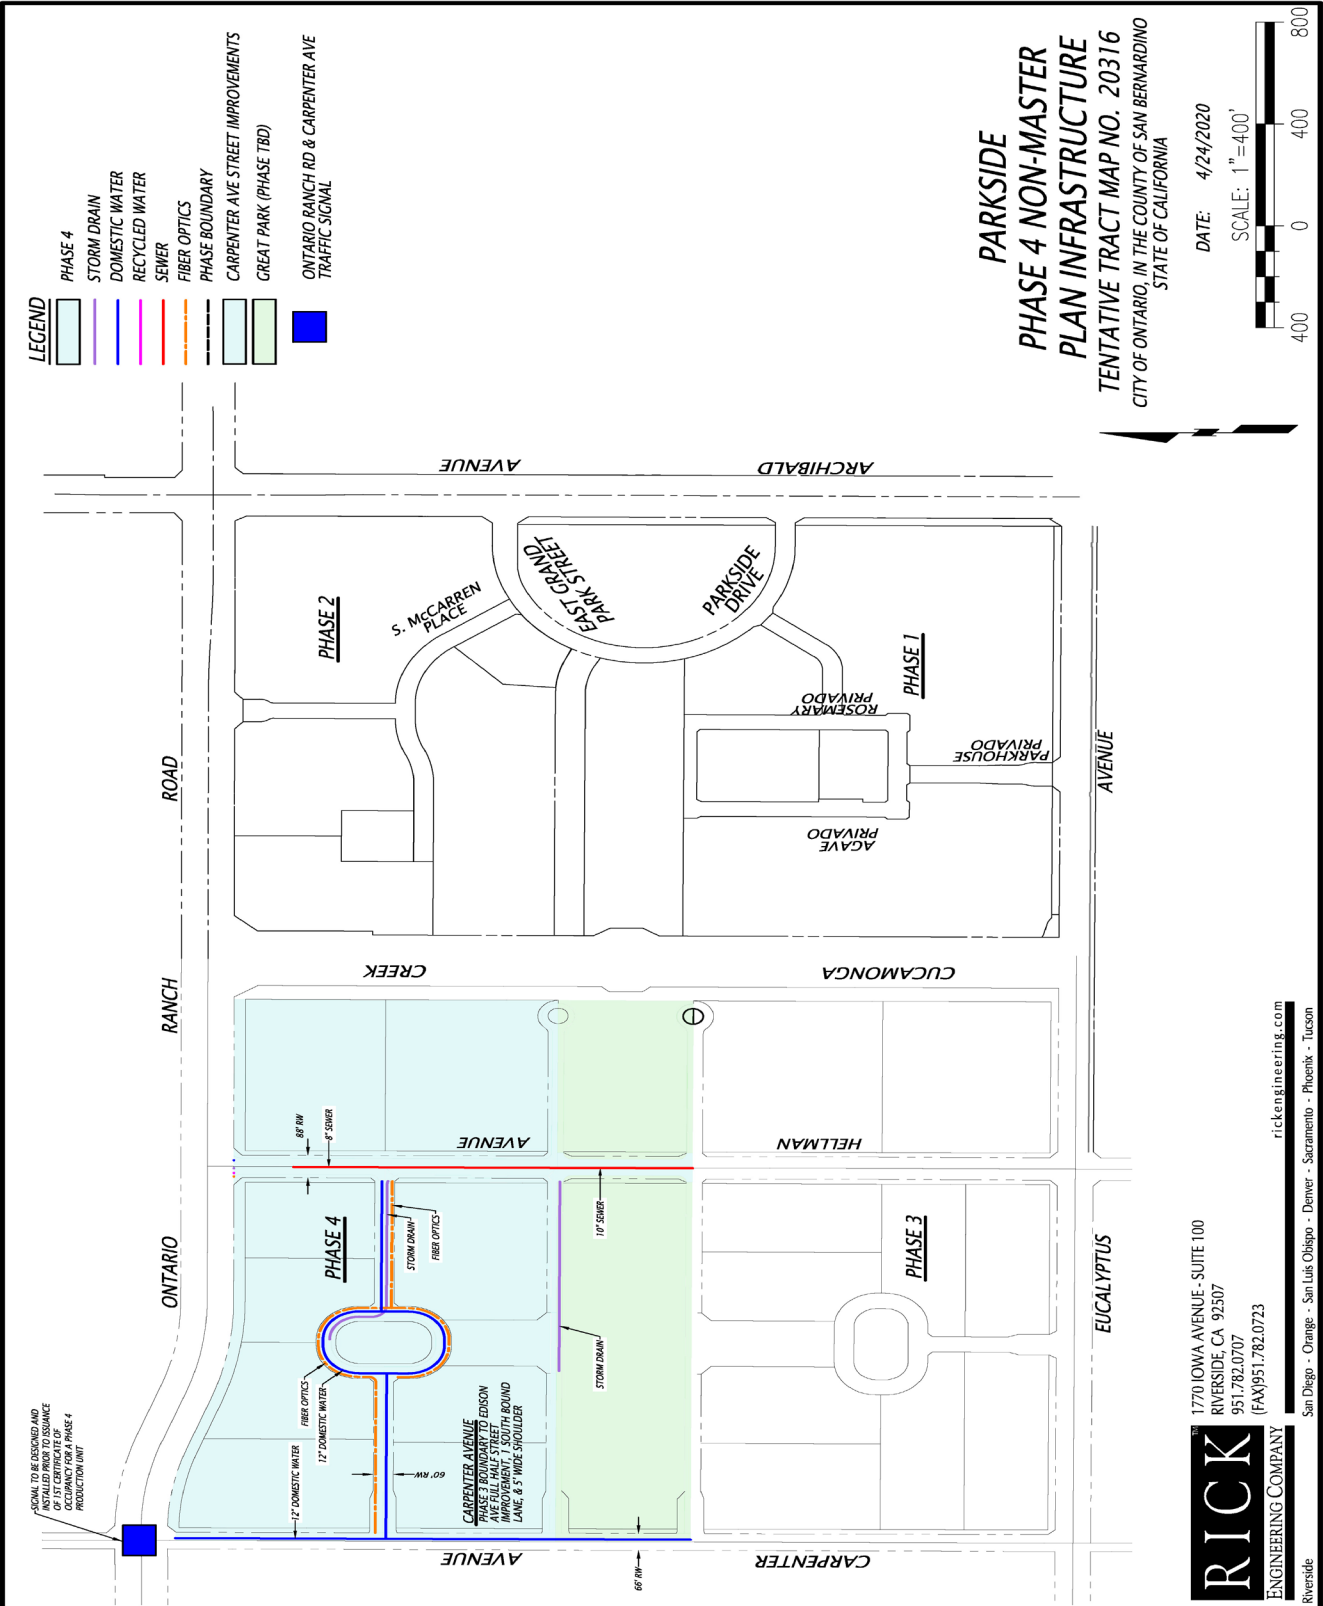 LEGEND
PHASE 4
STORM DRAIN
DOMESTIC WATER
RECYCLED WATER
SEWER
FIBER OPTICS
PHASE BOUNDARY
CARPENTER AVE STREET IMPROVEMENTS
GREAT PARK (PHASE TBD)
ONTARIO RANCH RD & CARPENTER AVE
TRAFFIC SIGNAL
SIGNAL TO BE DESIGNED AND
INSTALLED PRIOR TO ISSUANCE
OF 1ST CERTIFICATE OF
OCCUPANCY FOR A PHASE 4
PRODUCTION UNIT
ONTARIO
RANCH
ROAD
AVENUE
ARCHIBALD
PHASE 2
S. McCARREN
PLACE
EAST GRAND
PARK STREET
PARKSIDE
DRIVE
PHASE 1
ROSEMARY
PRIVADO
PARKHOUSE
PRIVADO
AGAVE
PRIVADO
CREEK
CUCAMONGA
88' RW
8" SEWER
AVENUE
HELLMAN
10" SEWER
PHASE 4
STORM DRAIN
FIBER OPTICS
STORM DRAIN
FIBER OPTICS
12" DOMESTIC WATER
12" DOMESTIC WATER
60' RW
CARPENTER AVENUE
PHASE 3 BOUNDARY TO EDISON
AVE FULL HALF STREET
IMPROVEMENT, 1 SOUTH BOUND
LANE, & 5' WIDE SHOULDER
PHASE 3
66' RW
AVENUE
CARPENTER
EUCALYPTUS
AVENUE
PARKSIDE
PHASE 4 NON-MASTER
PLAN INFRASTRUCTURE
TENTATIVE TRACT MAP NO. 20316
CITY OF ONTARIO, IN THE COUNTY OF SAN BERNARDINO
STATE OF CALIFORNIA
DATE: 4/24/2020
SCALE: 1"=400'
400 0 400 800
RICK TM
ENGINEERING COMPANY
1770 IOWA AVENUE - SUITE 100
RIVERSIDE, CA 92507
951.782.0707
(FAX)951.782.0723
rickengineering.com
Riverside San Diego - Orange - San Luis Obispo - Denver - Sacramento - Phoenix - Tucson